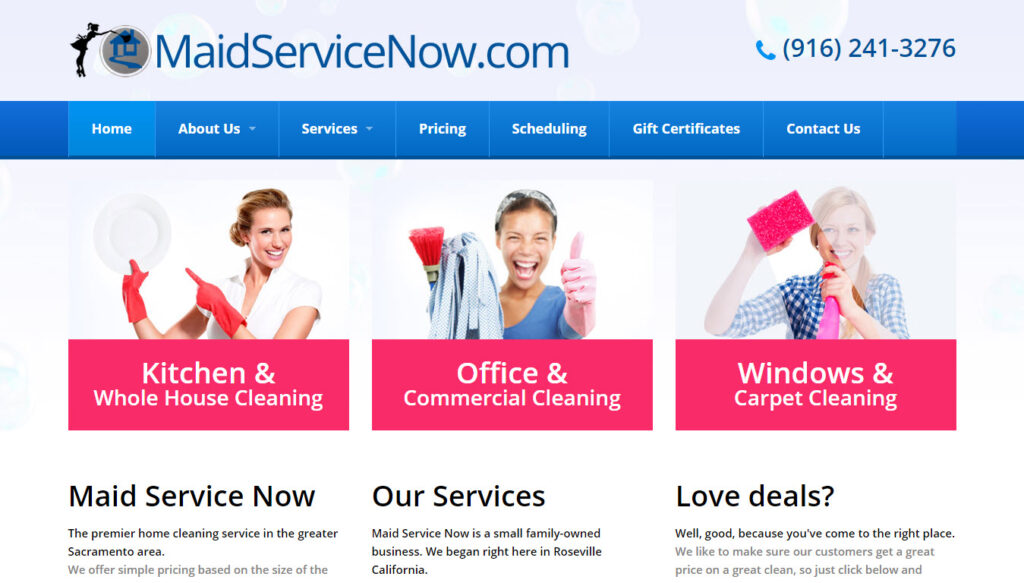 MaidServiceNow.com
(916) 241-3276
Home
About Us
Services
Pricing
Scheduling
Gift Certificates
Contact Us
Kitchen &
Whole House Cleaning
Office &
Commercial Cleaning
Windows &
Carpet Cleaning
Maid Service Now
The premier home cleaning service in the greater
Sacramento area.
We offer simple pricing based on the size of the
Our Services
Maid Service Now is a small family-owned
business. We began right here in Roseville
California.
Love deals?
Well, good, because you've come to the right place.
We like to make sure our customers get a great
price on a great clean, so just click below and